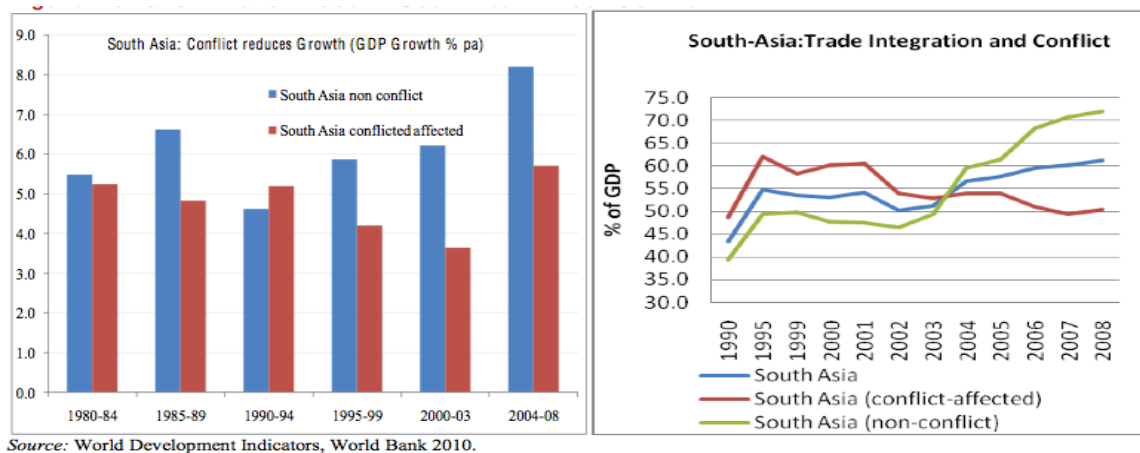 South Asia: Conflict reduces Growth (GDP Growth % pa)
South Asia non conflict
South Asia conflicted affected
9.0
8.0
7.0
6.0
5.0
4.0
3.0
2.0
1.0
0.0
1980-84 1985-89 1990-94 1995-99 2000-03 2004-08
South-Asia:Trade Integration and Conflict
% of GDP
75.0
70.0
65.0
60.0
55.0
50.0
45.0
40.0
35.0
30.0
1990 1995 1999 2000 2001 2002 2003 2004 2005 2006 2007 2008
South Asia
South Asia (conflict-affected)
South Asia (non-conflict)
Source: World Development Indicators, World Bank 2010.